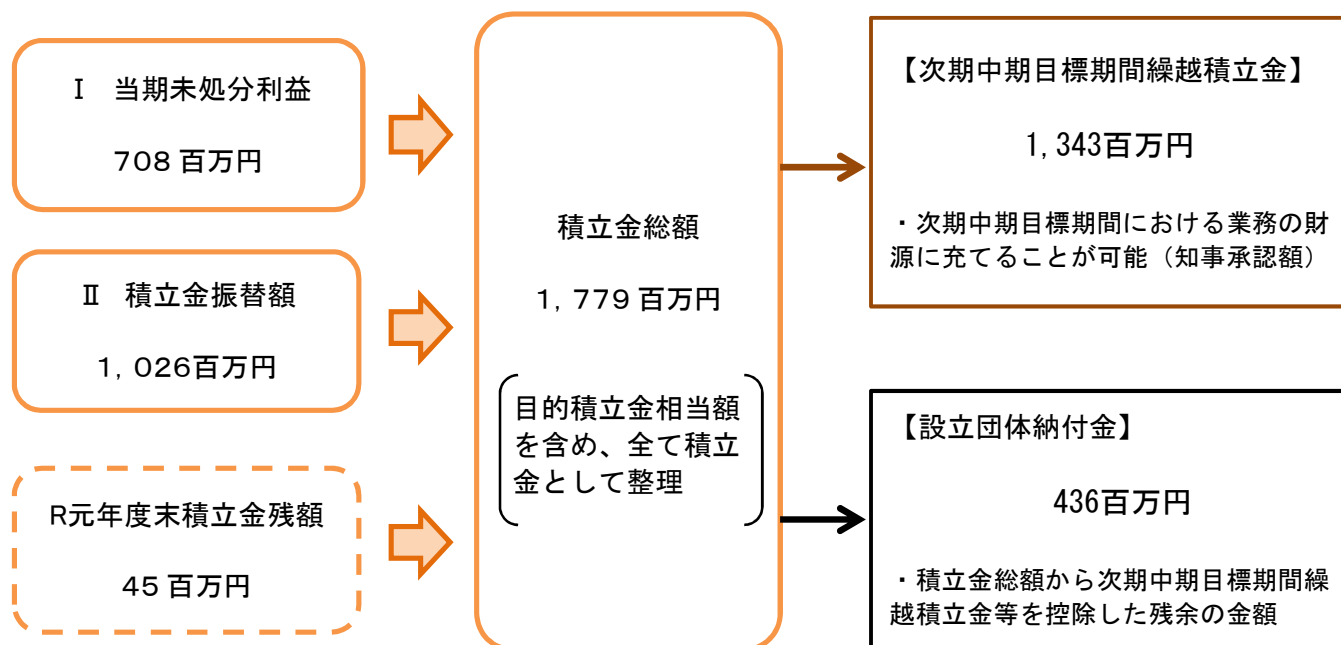 Ⅰ 当期未処分利益
708 百万円
Ⅱ 積立金振替額
1,026百万円
R元年度末積立金残額
45 百万円
積立金総額
1,779 百万円
目的積立金相当額
を含め、全て積立
金として整理
【次期中期目標期間繰越積立金】
1,343百万円
・次期中期目標期間における業務の財
源に充てることが可能（知事承認額）
【設立団体納付金】
436百万円
・積立金総額から次期中期目標期間繰
越積立金等を控除した残余の金額